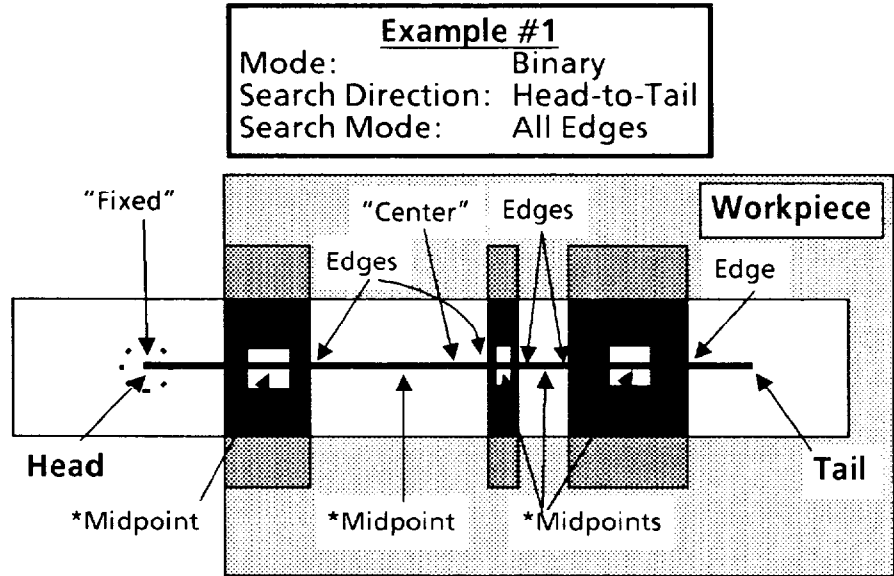 Example #1
Mode: Binary
Search Direction: Head-to-Tail
Search Mode: All Edges
"Fixed"
"Center"
Edges
Workpiece
Edges
Edge
Head
Tail
*Midpoint
*Midpoint
*Midpoints